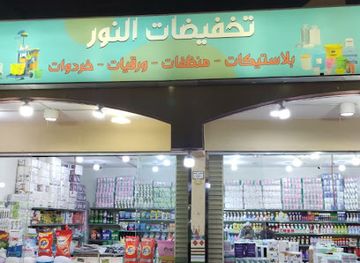 تخفيضات النور
بلاستيكات - منظفات - ورقيات - خردوات